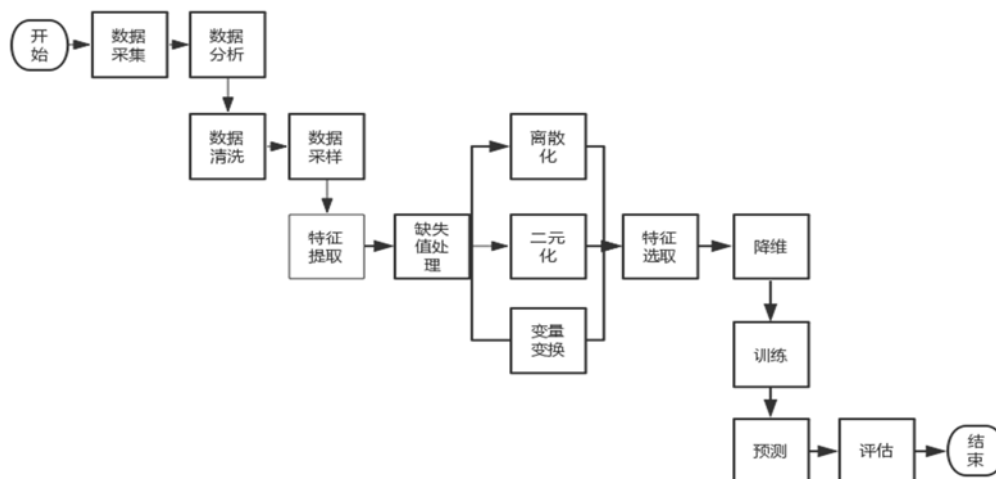 开
始
数据
采集
数据
分析
数据
清洗
数据
采样
特征
提取
缺失
值处
理
离散
化
二元
化
变量
变换
特征
选取
降维
训练
预测
评估
结
束